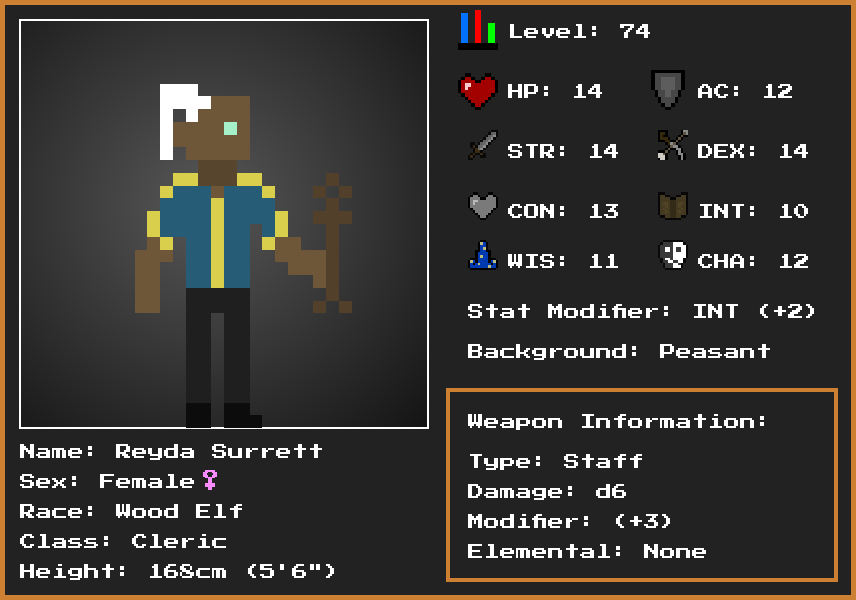 Level: 74
HP: 14 AC: 12
STR: 14 DEX: 14
CON: 13 INT: 10
WIS: 11 CHA: 12
Stat Modifier: INT (+2)
Background: Peasant
Weapon Information:
Type: Staff
Damage: d6
Modifier: (+3)
Elemental: None
Name: Reyda Surrett
Sex: Female♀
Race: Wood Elf
Class: Cleric
Height: 168cm (5'6")